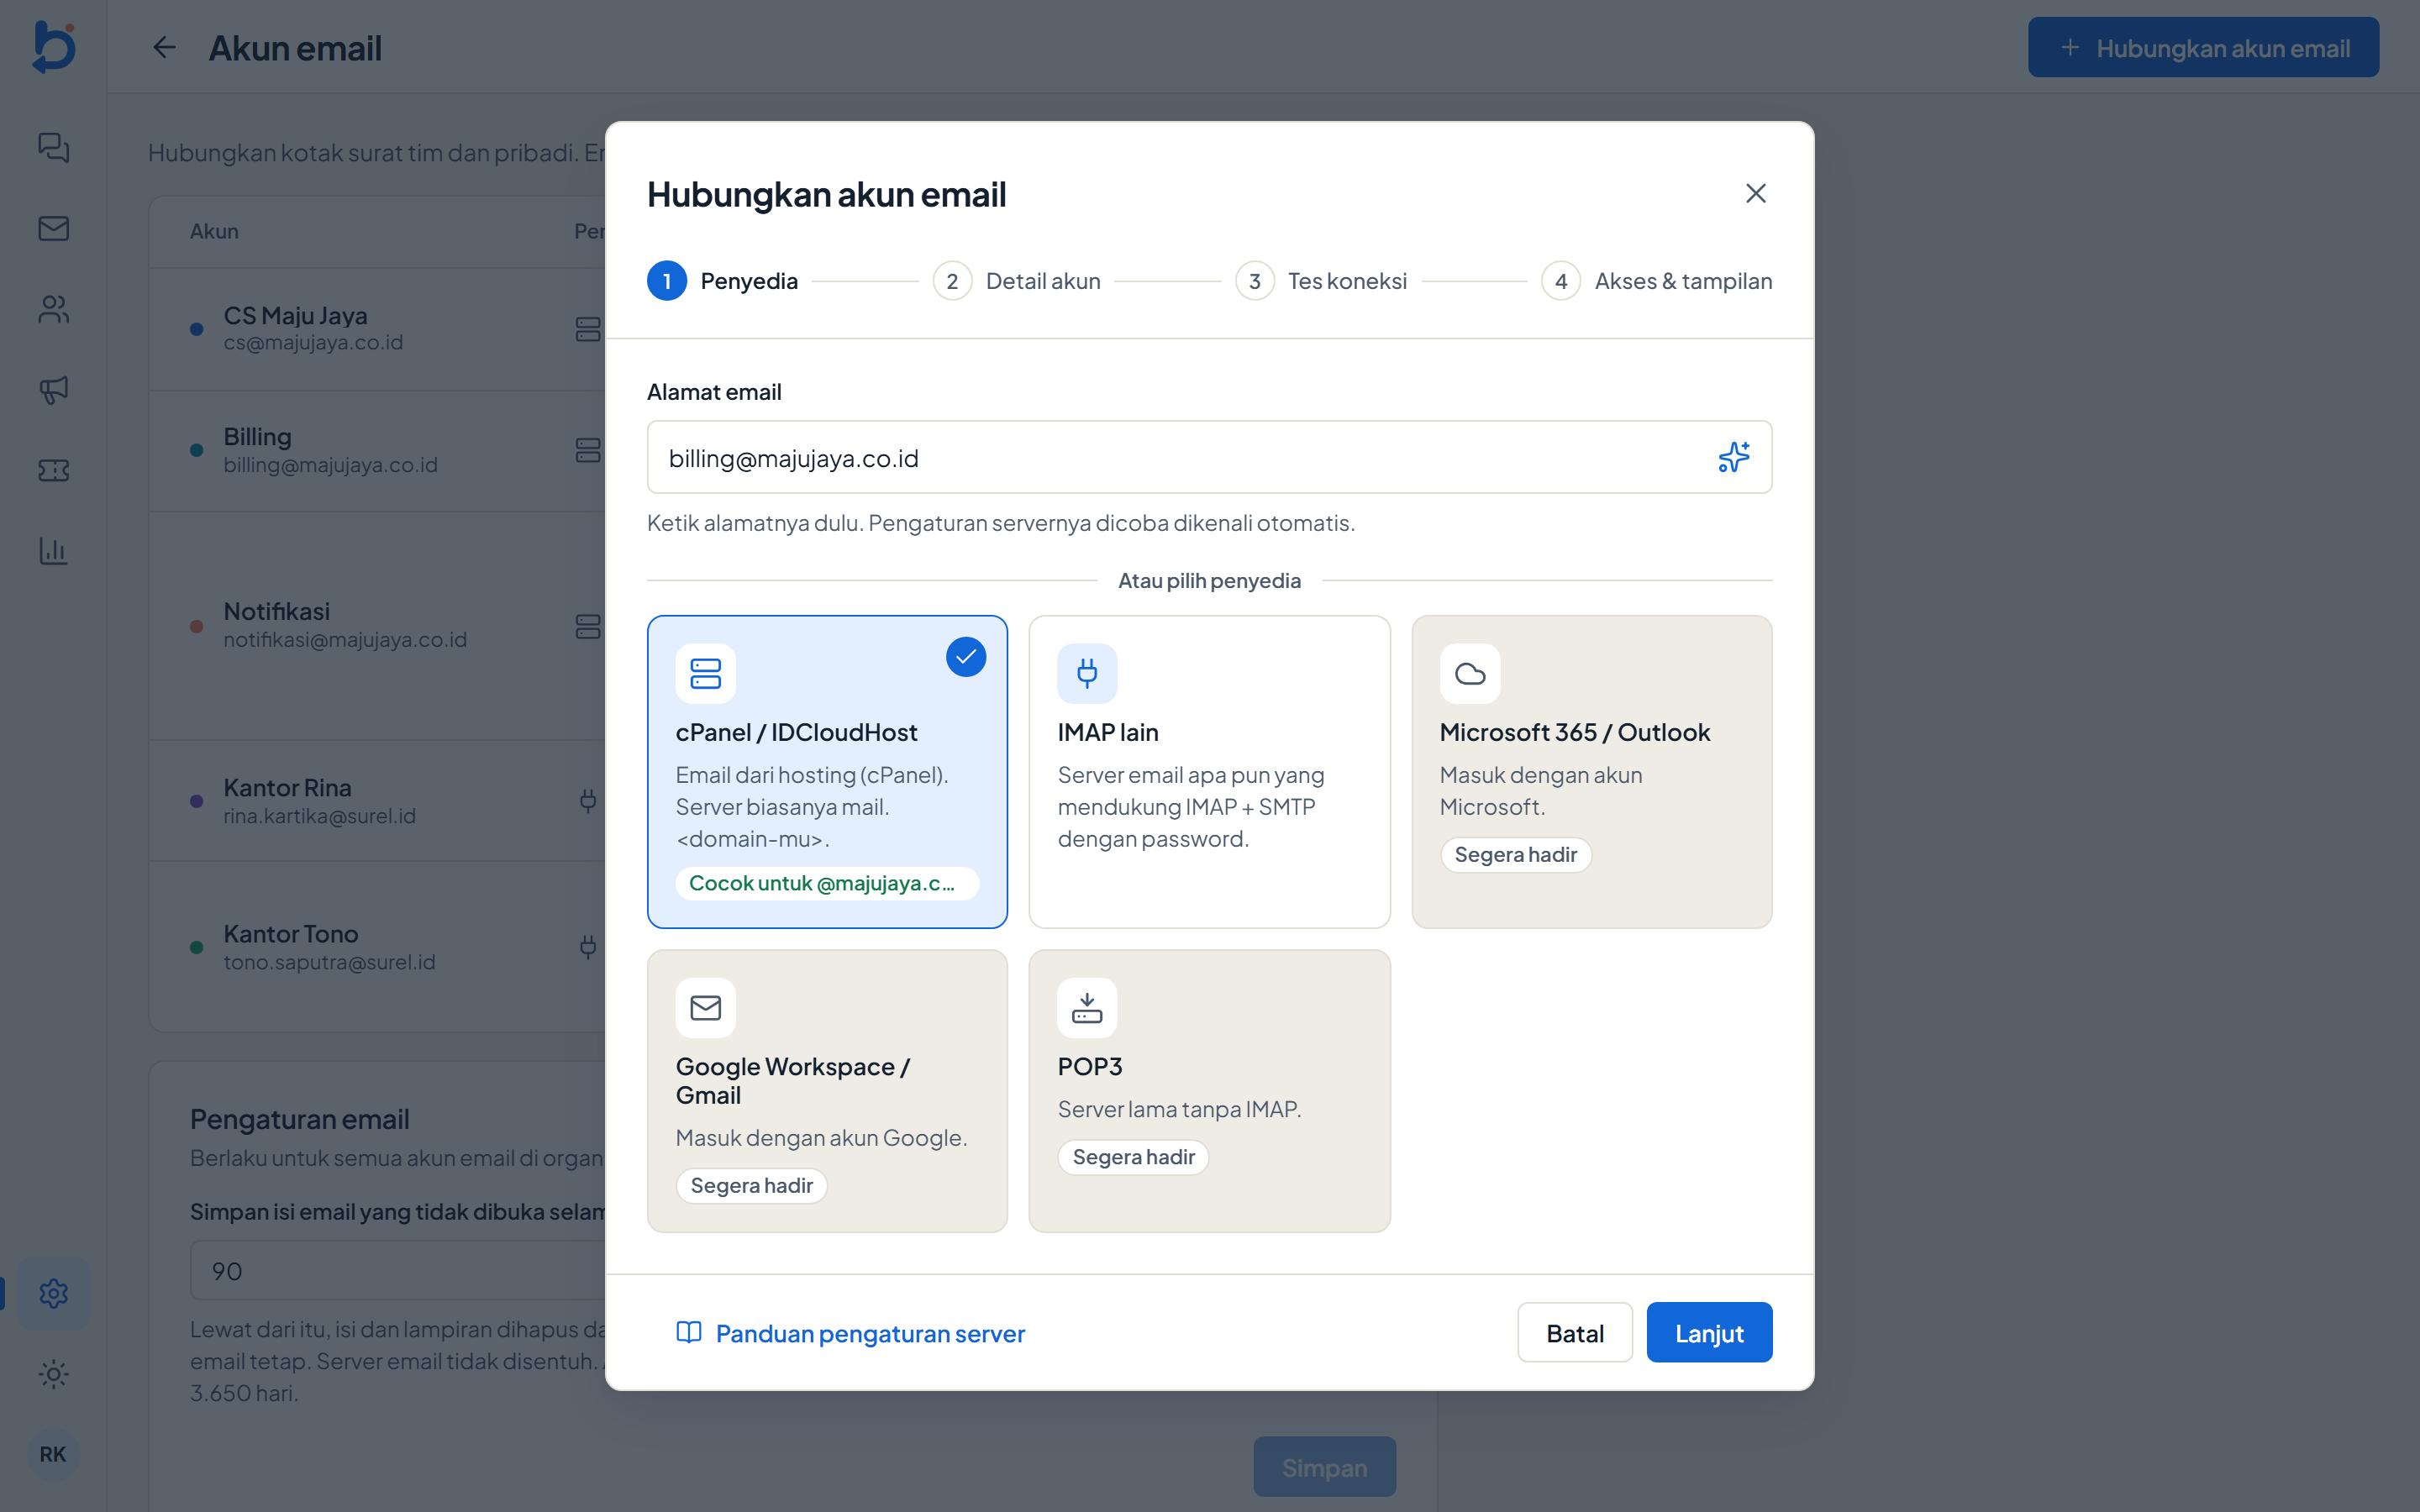 Akun email
Hubungkan akun email
Hubungkan kotak surat tim dan pribadi.
Akun
CS Maju Jaya
cs@majujaya.co.id
Billing
billing@majujaya.co.id
Notifikasi
notifikasi@majujaya.co.id
Kantor Rina
rina.kartika@surel.id
Kantor Tono
tono.saputra@surel.id
Pengaturan email
Berlaku untuk semua akun email di
Simpan isi email yang tidak dibuka
90
Lewat dari itu, isi dan lampiran dihapus
email tetap. Server email tidak disentuh.
3.650 hari.
Simpan
RK
Hubungkan akun email
1 Penyedia
2 Detail akun
3 Tes koneksi
4 Akses & tampilan
Alamat email
billing@majujaya.co.id
Ketik alamatnya dulu. Pengaturan servernya dicoba dikenali otomatis.
Atau pilih penyedia
cPanel / IDCloudHost
Email dari hosting (cPanel).
Server biasanya mail.
<domain-mu>.
Cocok untuk @majujaya.c...
IMAP lain
Server email apa pun yang
mendukung IMAP + SMTP
dengan password.
Microsoft 365 / Outlook
Masuk dengan akun
Microsoft.
Segera hadir
Google Workspace /
Gmail
Masuk dengan akun Google.
Segera hadir
POP3
Server lama tanpa IMAP.
Segera hadir
Panduan pengaturan server
Batal
Lanjut